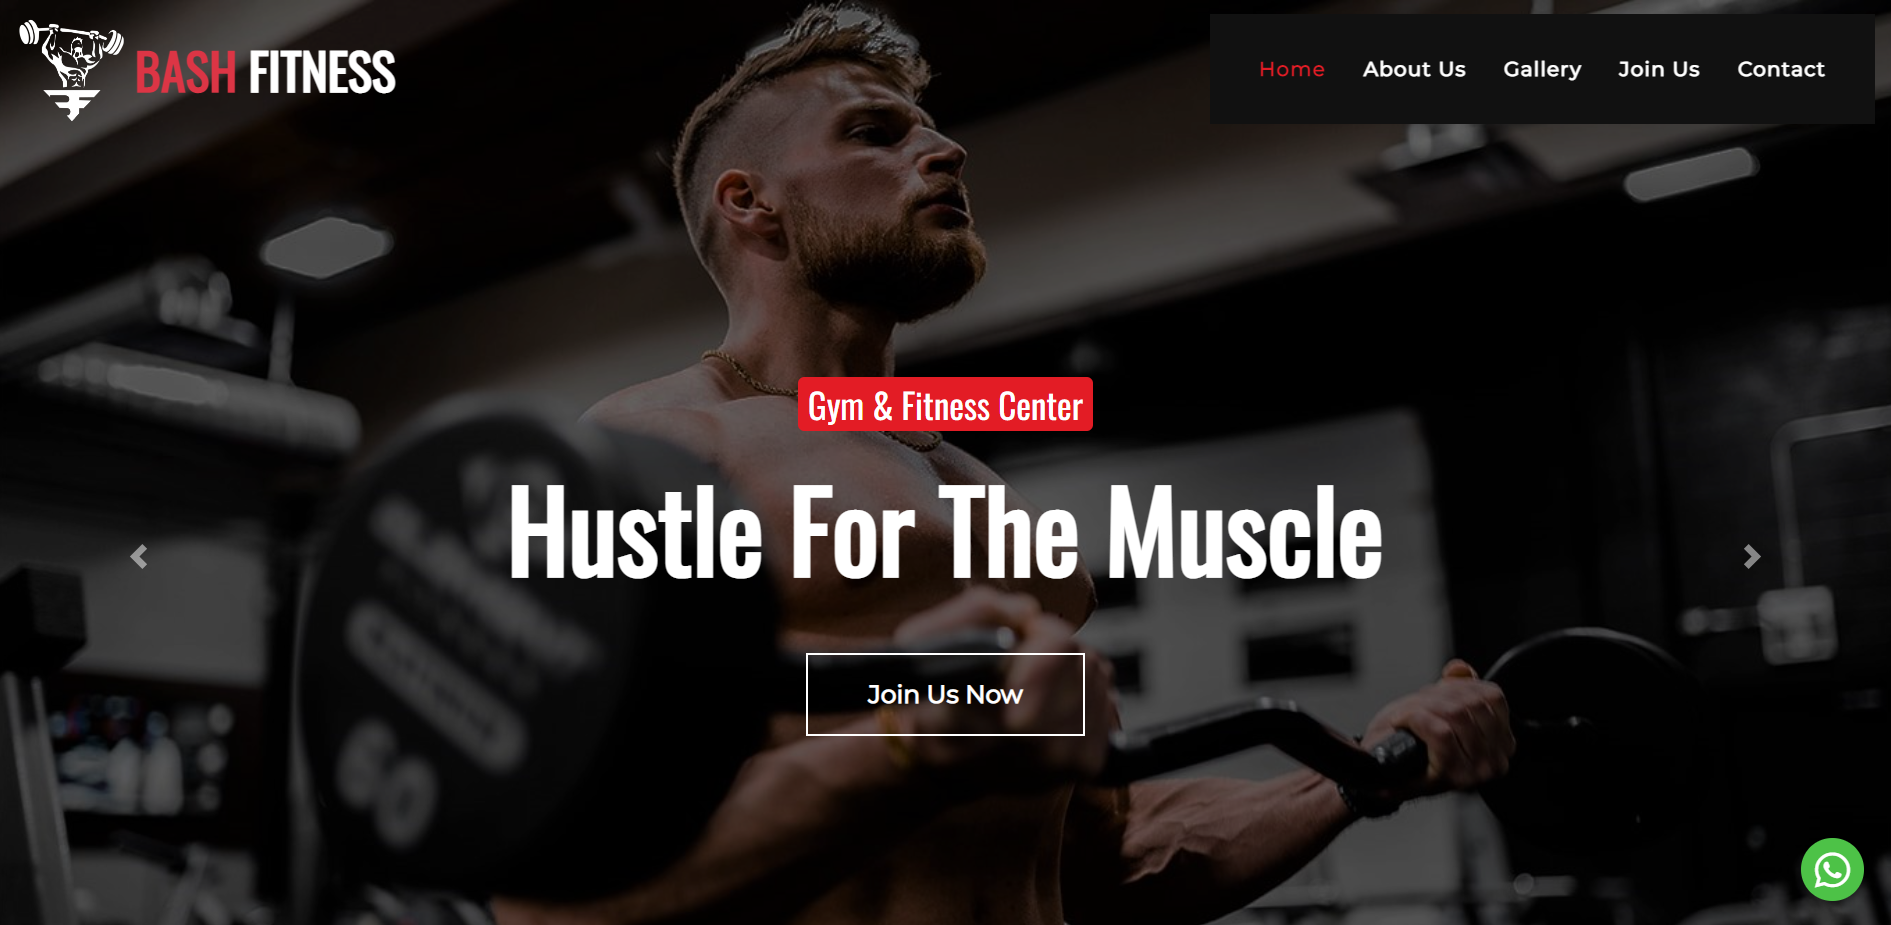 BASH FITNESS
Home About Us Gallery Join Us Contact
Gym & Fitness Center
Hustle For The Muscle
Join Us Now
60